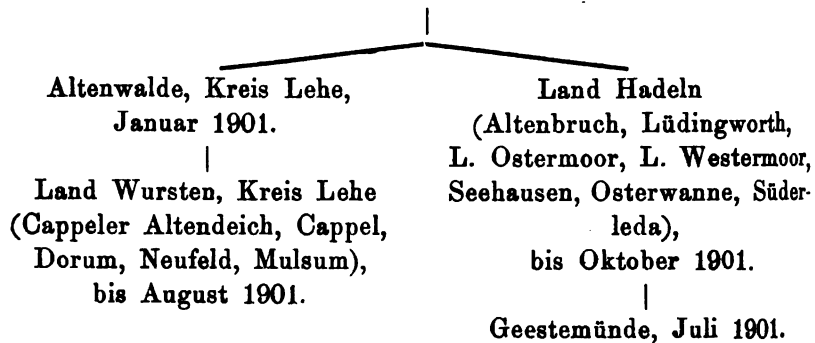 Altenwalde, Kreis Lehe,
Januar 1901.
Land Wursten, Kreis Lehe
(Cappeler Altendeich, Cappel,
Dorum, Neufeld, Mulsum),
bis August 1901.
Land Hadeln
(Altenbruch, Lüdingworth,
L. Ostermoor, L. Westermoor,
Seehausen, Osterwanne, Süder-
leda),
bis Oktober 1901.
Geestemünde, Juli 1901.